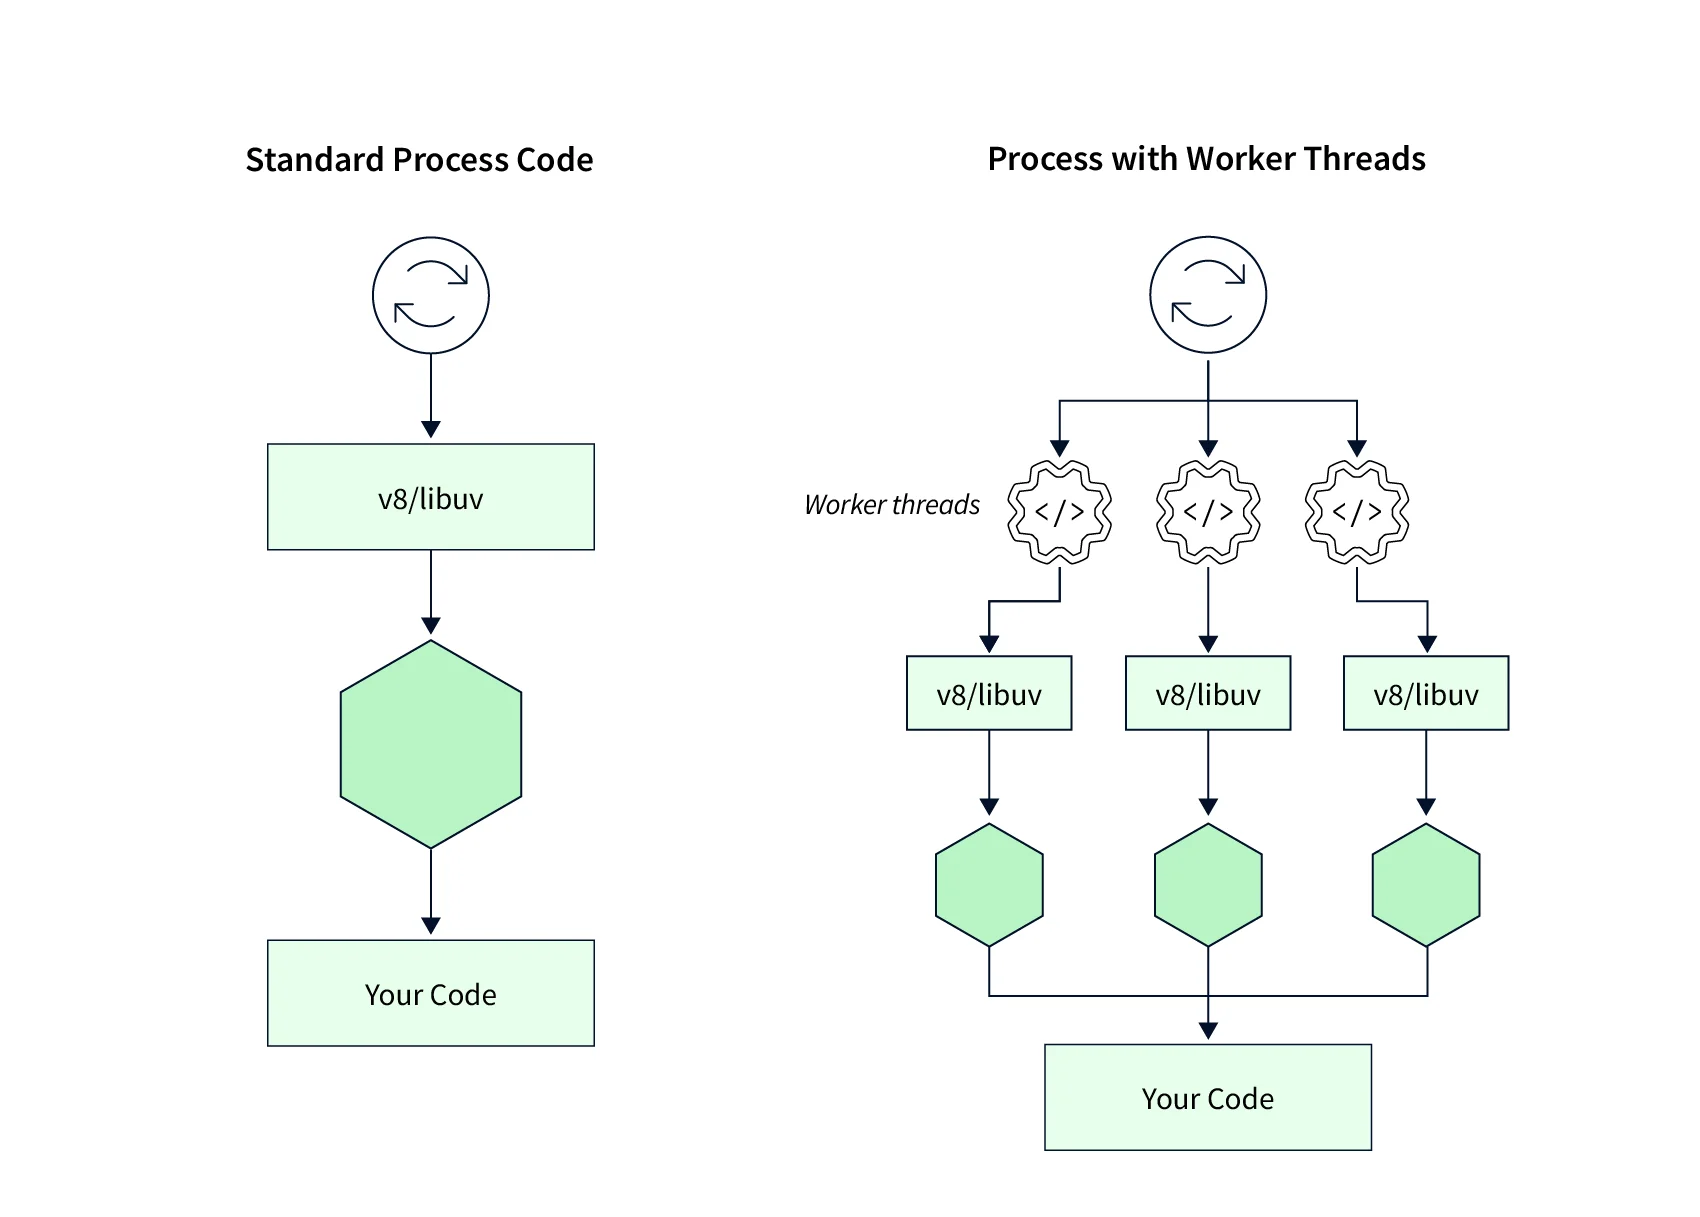 Standard Process Code
v8/libuv
Your Code
Process with Worker Threads
Worker threads
</>
</>
</>
v8/libuv
v8/libuv
v8/libuv
Your Code